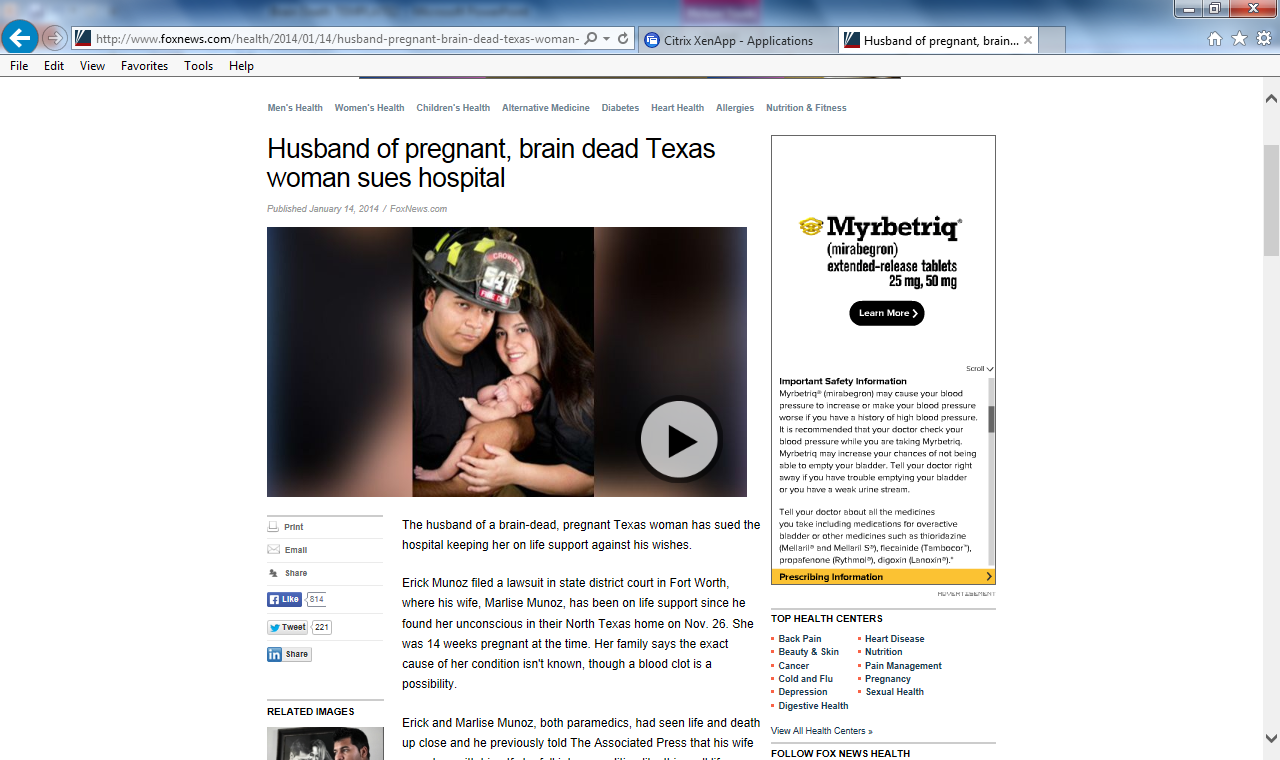 http://www.foxnews.com/health/2014/01/14/husband-pregnant-brain-dead-texas-woman-
Citrix XenApp - Applications
Husband of pregnant, brain...
File Edit View Favorites Tools Help
Men's Health Women's Health Children's Health Alternative Medicine Diabetes Heart Health Allergies Nutrition & Fitness
Husband of pregnant, brain dead Texas
woman sues hospital
Published January 14, 2014 / FoxNews.com
CROWLEY
5478
FIRE DEPT
Print
Email
Share
Like 814
Tweet 221
Share
RELATED IMAGES
The husband of a brain-dead, pregnant Texas woman has sued the
hospital keeping her on life support against his wishes.
Erick Munoz filed a lawsuit in state district court in Fort Worth,
where his wife, Marlise Munoz, has been on life support since he
found her unconscious in their North Texas home on Nov. 26. She
was 14 weeks pregnant at the time. Her family says the exact
cause of her condition isn't known, though a blood clot is a
possibility.
Erick and Marlise Munoz, both paramedics, had seen life and death
up close and he previously told The Associated Press that his wife
Myrbetriq®
(mirabegron)
extended-release tablets
25 mg, 50 mg
Learn More
Scroll
Important Safety Information
Myrbetriq® (mirabegron) may cause your blood
pressure to increase or make your blood pressure
worse if you have a history of high blood pressure.
It is recommended that your doctor check your
blood pressure while you are taking Myrbetriq.
Myrbetriq may increase your chances of not being
able to empty your bladder. Tell your doctor right
away if you have trouble emptying your bladder
or you have a weak urine stream.
Tell your doctor about all the medicines
you take including medications for overactive
bladder or other medicines such as thioridazine
(Mellaril® and Mellaril S®), flecainide (Tambocor™),
propafenone (Rythmol®), digoxin (Lanoxin®).*
Prescribing Information
ADVERTISEMENT
TOP HEALTH CENTERS
Back Pain
Beauty & Skin
Cancer
Cold and Flu
Depression
Digestive Health
Heart Disease
Nutrition
Pain Management
Pregnancy
Sexual Health
View All Health Centers »
FOLLOW FOX NEWS HEALTH